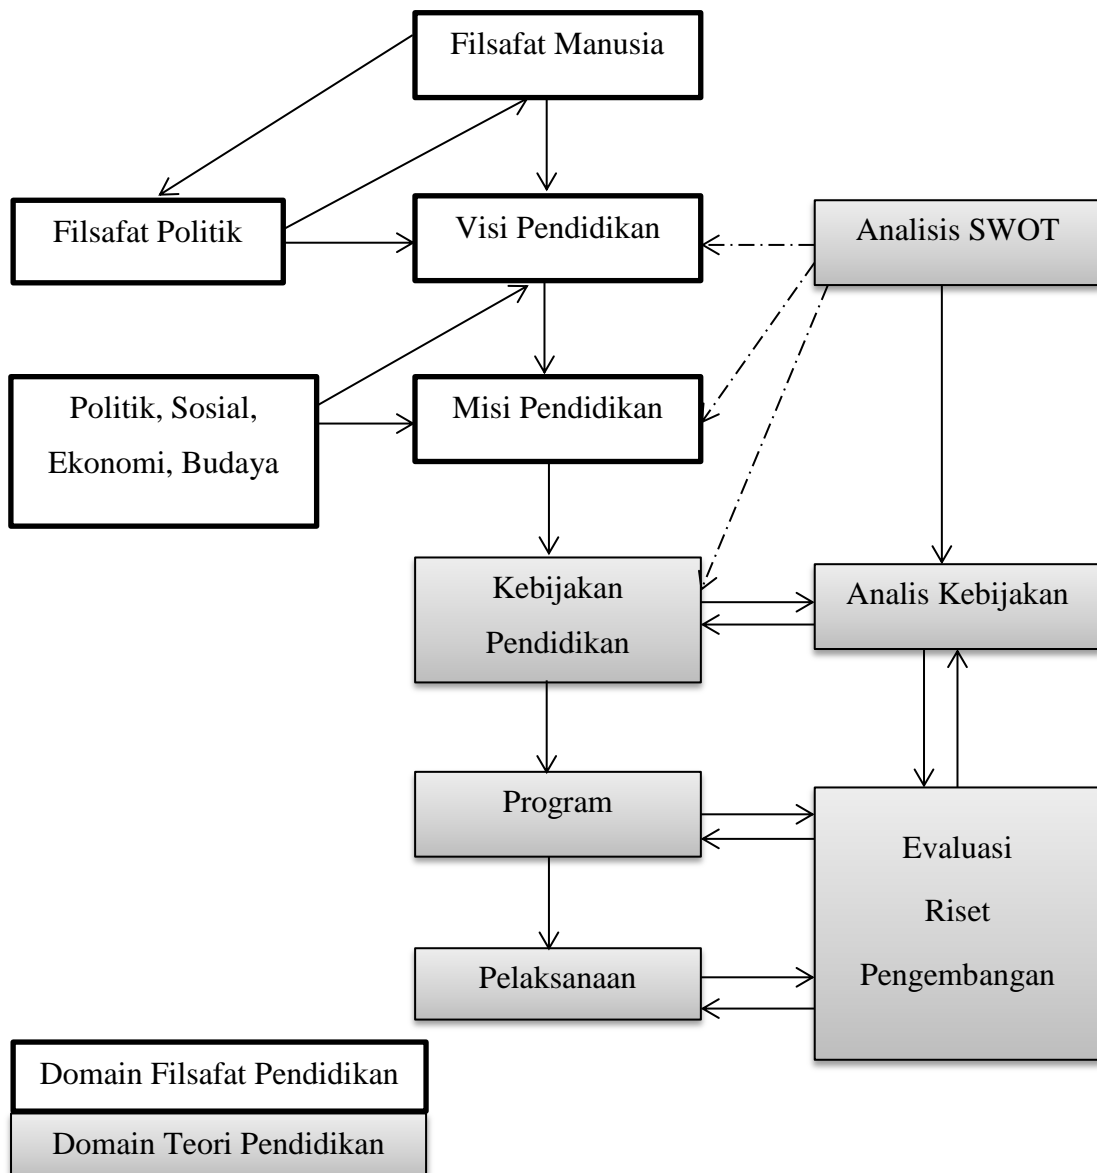 Filsafat Manusia
Filsafat Politik
Visi Pendidikan
Analisis SWOT
Politik, Sosial,
Ekonomi, Budaya
Misi Pendidikan
Kebijakan
Pendidikan
Analis Kebijakan
Program
Evaluasi
Riset
Pengembangan
Pelaksanaan
Domain Filsafat Pendidikan
Domain Teori Pendidikan